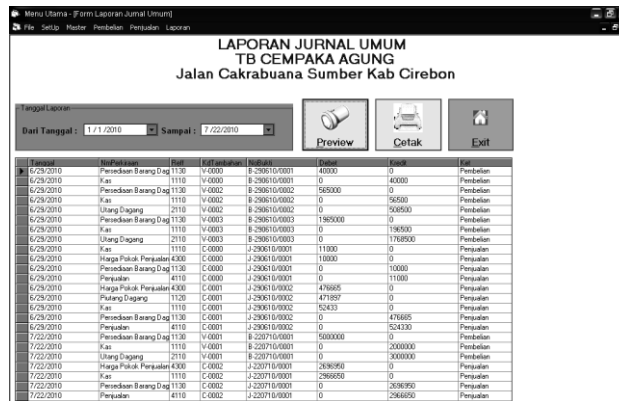 Menu Utama - [Form Laporan Jurnal Umum]
File SetUp Master Pembelian Penjualan Laporan
LAPORAN JURNAL UMUM
TB CEMPAKA AGUNG
Jalan Cakrabuana Sumber Kab Cirebon
Tanggal Laporan
Dari Tanggal : 1 / 1 /2010 Sampai : 7 /22/2010
Preview Cetak Exit
Tanggal NmPerkiraan Reff KdTambahan NoBukti Debet Kredit Ket
6/29/2010 Persediaan Barang Dag 1130 V-0000 B-290610/0001 40000 0 Pembelian
6/29/2010 Kas 1110 V-0000 B-290610/0001 0 40000 Pembelian
6/29/2010 Persediaan Barang Dag 1130 V-0002 B-290610/0002 565000 0 Pembelian
6/29/2010 Kas 1110 V-0002 B-290610/0002 0 56500 Pembelian
6/29/2010 Utang Dagang 2110 V-0002 B-290610/0002 0 508500 Pembelian
6/29/2010 Persediaan Barang Dag 1130 V-0003 B-290610/0003 1965000 0 Pembelian
6/29/2010 Kas 1110 V-0003 B-290610/0003 0 196500 Pembelian
6/29/2010 Utang Dagang 2110 V-0003 B-290610/0003 0 1768500 Pembelian
6/29/2010 Kas 1110 C-0000 J-290610/0001 11000 0 Penjualan
6/29/2010 Harga Pokok Penjualan 4300 C-0000 J-290610/0001 10000 0 Penjualan
6/29/2010 Persediaan Barang Dag 1130 C-0000 J-290610/0001 0 10000 Penjualan
6/29/2010 Penjualan 4110 C-0000 J-290610/0001 0 11000 Penjualan
6/29/2010 Harga Pokok Penjualan 4300 C-0001 J-290610/0002 476665 0 Penjualan
6/29/2010 Piutang Dagang 1120 C-0001 J-290610/0002 471897 0 Penjualan
6/29/2010 Kas 1110 C-0001 J-290610/0002 52433 0 Penjualan
6/29/2010 Persediaan Barang Dag 1130 C-0001 J-290610/0002 0 476665 Penjualan
6/29/2010 Penjualan 4110 C-0001 J-290610/0002 0 524330 Penjualan
7/22/2010 Persediaan Barang Dag 1130 V-0001 B-220710/0001 5000000 0 Pembelian
7/22/2010 Kas 1110 V-0001 B-220710/0001 0 2000000 Pembelian
7/22/2010 Utang Dagang 2110 V-0001 B-220710/0001 0 3000000 Pembelian
7/22/2010 Harga Pokok Penjualan 4300 C-0002 J-220710/0001 2696950 0 Penjualan
7/22/2010 Kas 1110 C-0002 J-220710/0001 2966650 0 Penjualan
7/22/2010 Persediaan Barang Dag 1130 C-0002 J-220710/0001 0 2696950 Penjualan
7/22/2010 Penjualan 4110 C-0002 J-220710/0001 0 2966650 Penjualan